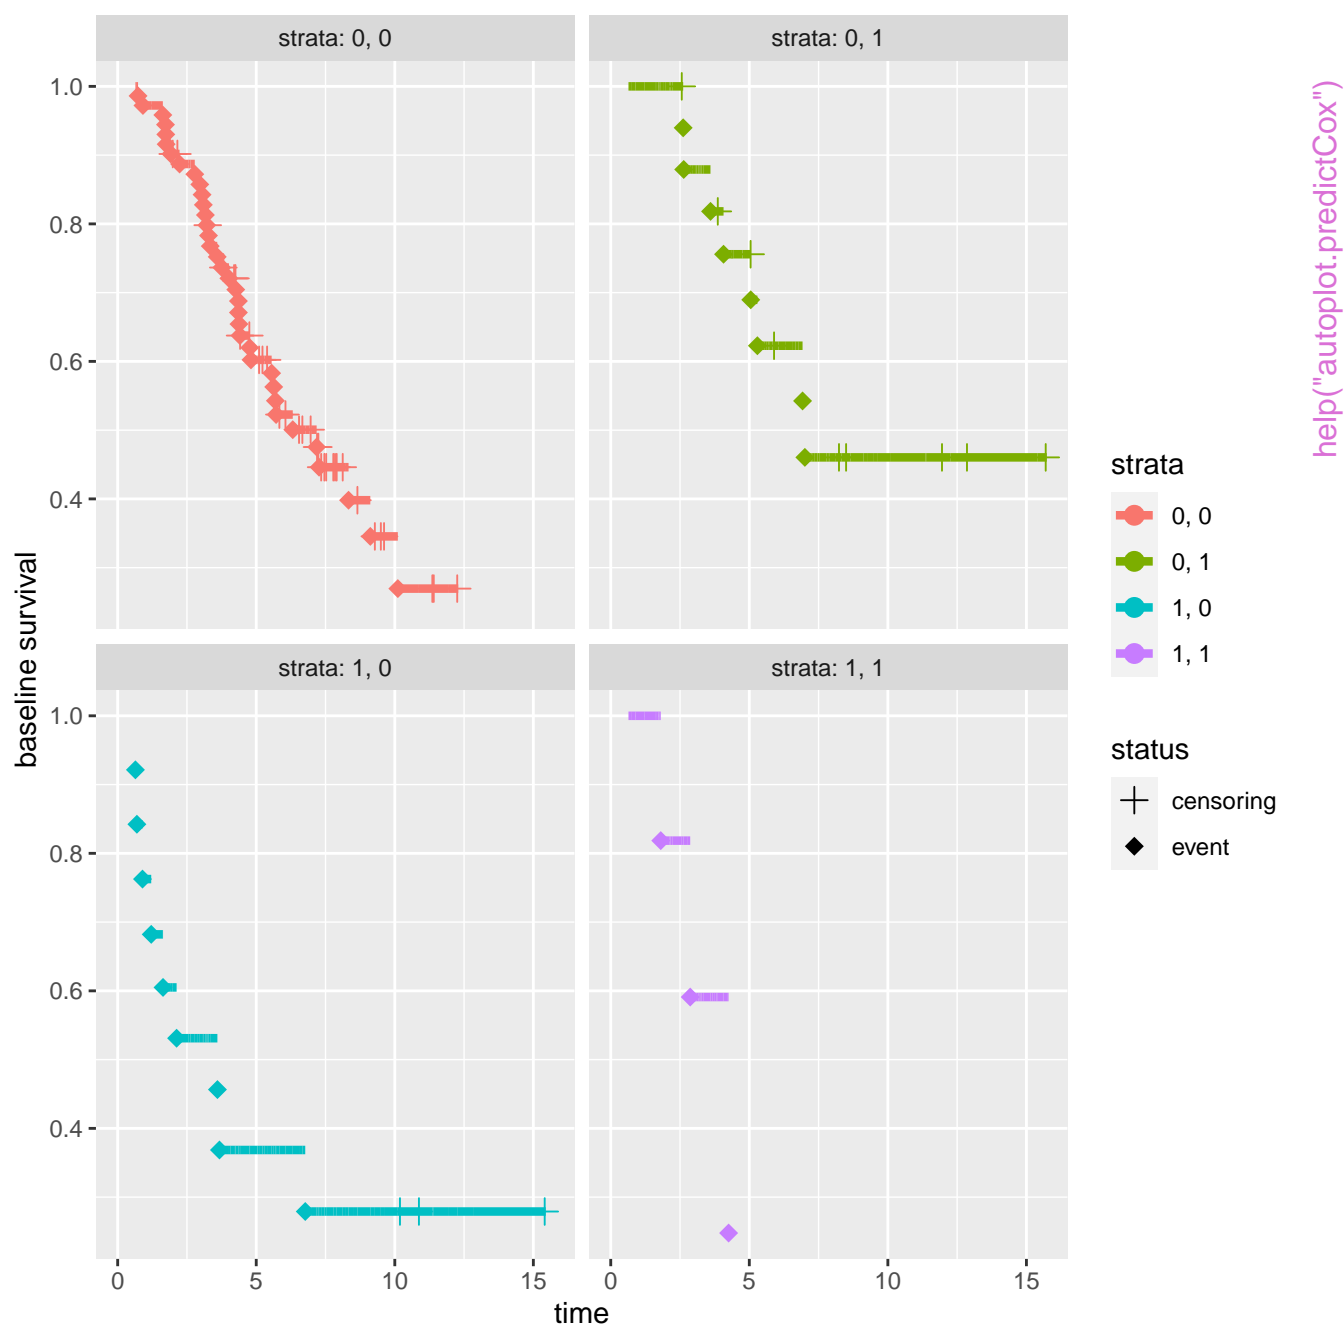 strata: 0, 0
strata: 0, 1
1.0
0.8
0.6
0.4
strata: 1, 0
strata: 1, 1
1.0
0.8
0.6
0.4
0 5 10 15
0 5 10 15
time
baseline survival
strata
0, 0
0, 1
1, 0
1, 1
status
censoring
event
help("autoplot.predictCox")